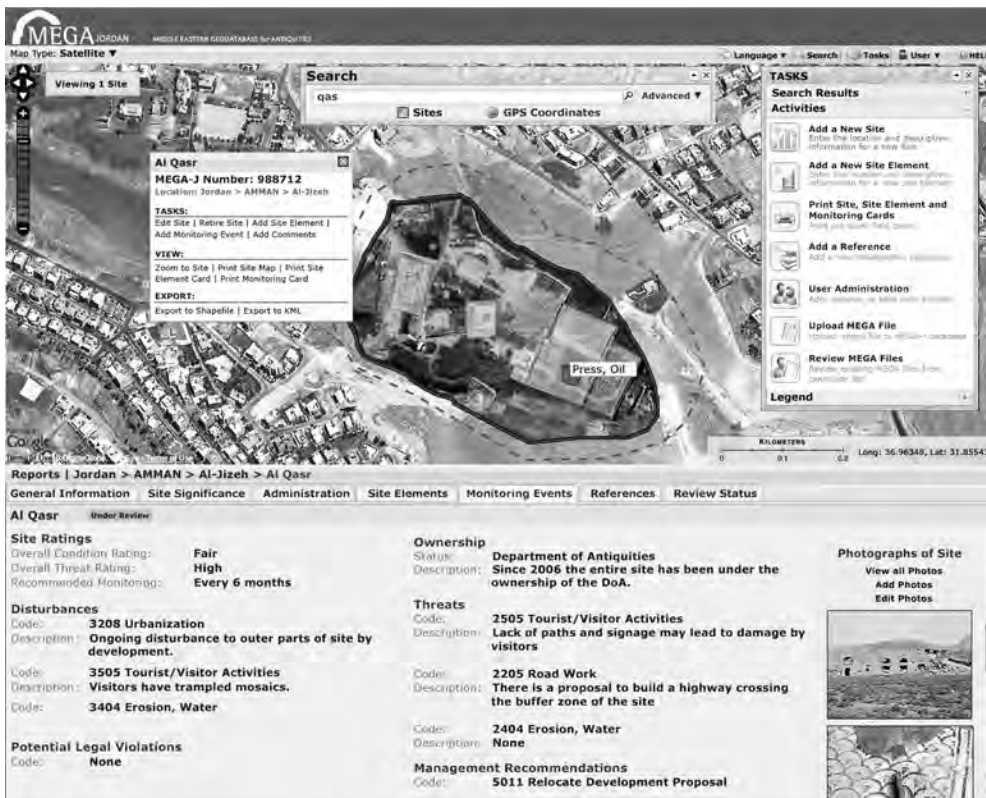 MEGA JORDAN MIDDLE EASTERN GEODATABASE for ANTIQUITIES
Map Type: Satellite ▼
Language ▼ Search Tasks User ▼ HELP
Viewing 1 Site
Search
qas Advanced ▼
Sites GPS Coordinates
Al Qasr
MEGA-J Number: 988712
Location: Jordan > AMMAN > Al-Jizeh
TASKS:
Edit Site | Retire Site | Add Site Element |
Add Monitoring Event | Add Comments
VIEW:
Zoom to Site | Print Site Map | Print Site
Element Card | Print Monitoring Card
EXPORT:
Export to Shapefile | Export to KML
Press, Oil
TASKS
Search Results
Activities
Add a New Site
Enter the location and descriptive
information for a new site
Add a New Site Element
Print Site, Site Element and
Monitoring Cards
Add a Reference
User Administration
Upload MEGA File
Review MEGA Files
Legend
Google
KILOMETERS
0 0.1 0.2
Long: 36.96348, Lat: 31.8554
Reports | Jordan > AMMAN > Al-Jizeh > Al Qasr
General Information Site Significance Administration Site Elements Monitoring Events References Review Status
Al Qasr Under Review
Site Ratings
Overall Condition Rating: Fair
Overall Threat Rating: High
Recommended Monitoring: Every 6 months
Disturbances
Code: 3208 Urbanization
Description: Ongoing disturbance to outer parts of site by
development.
Code: 3505 Tourist/Visitor Activities
Description: Visitors have trampled mosaics.
Code: 3404 Erosion, Water
Potential Legal Violations
Code: None
Ownership
Status: Department of Antiquities
Description: Since 2006 the entire site has been under the
ownership of the DoA.
Threats
Code: 2505 Tourist/Visitor Activities
Description: Lack of paths and signage may lead to damage by
visitors
Code: 2205 Road Work
Description: There is a proposal to build a highway crossing
the buffer zone of the site
Code: 2404 Erosion, Water
Description: None
Management Recommendations
Code: 5011 Relocate Development Proposal
Photographs of Site
View all Photos
Add Photos
Edit Photos